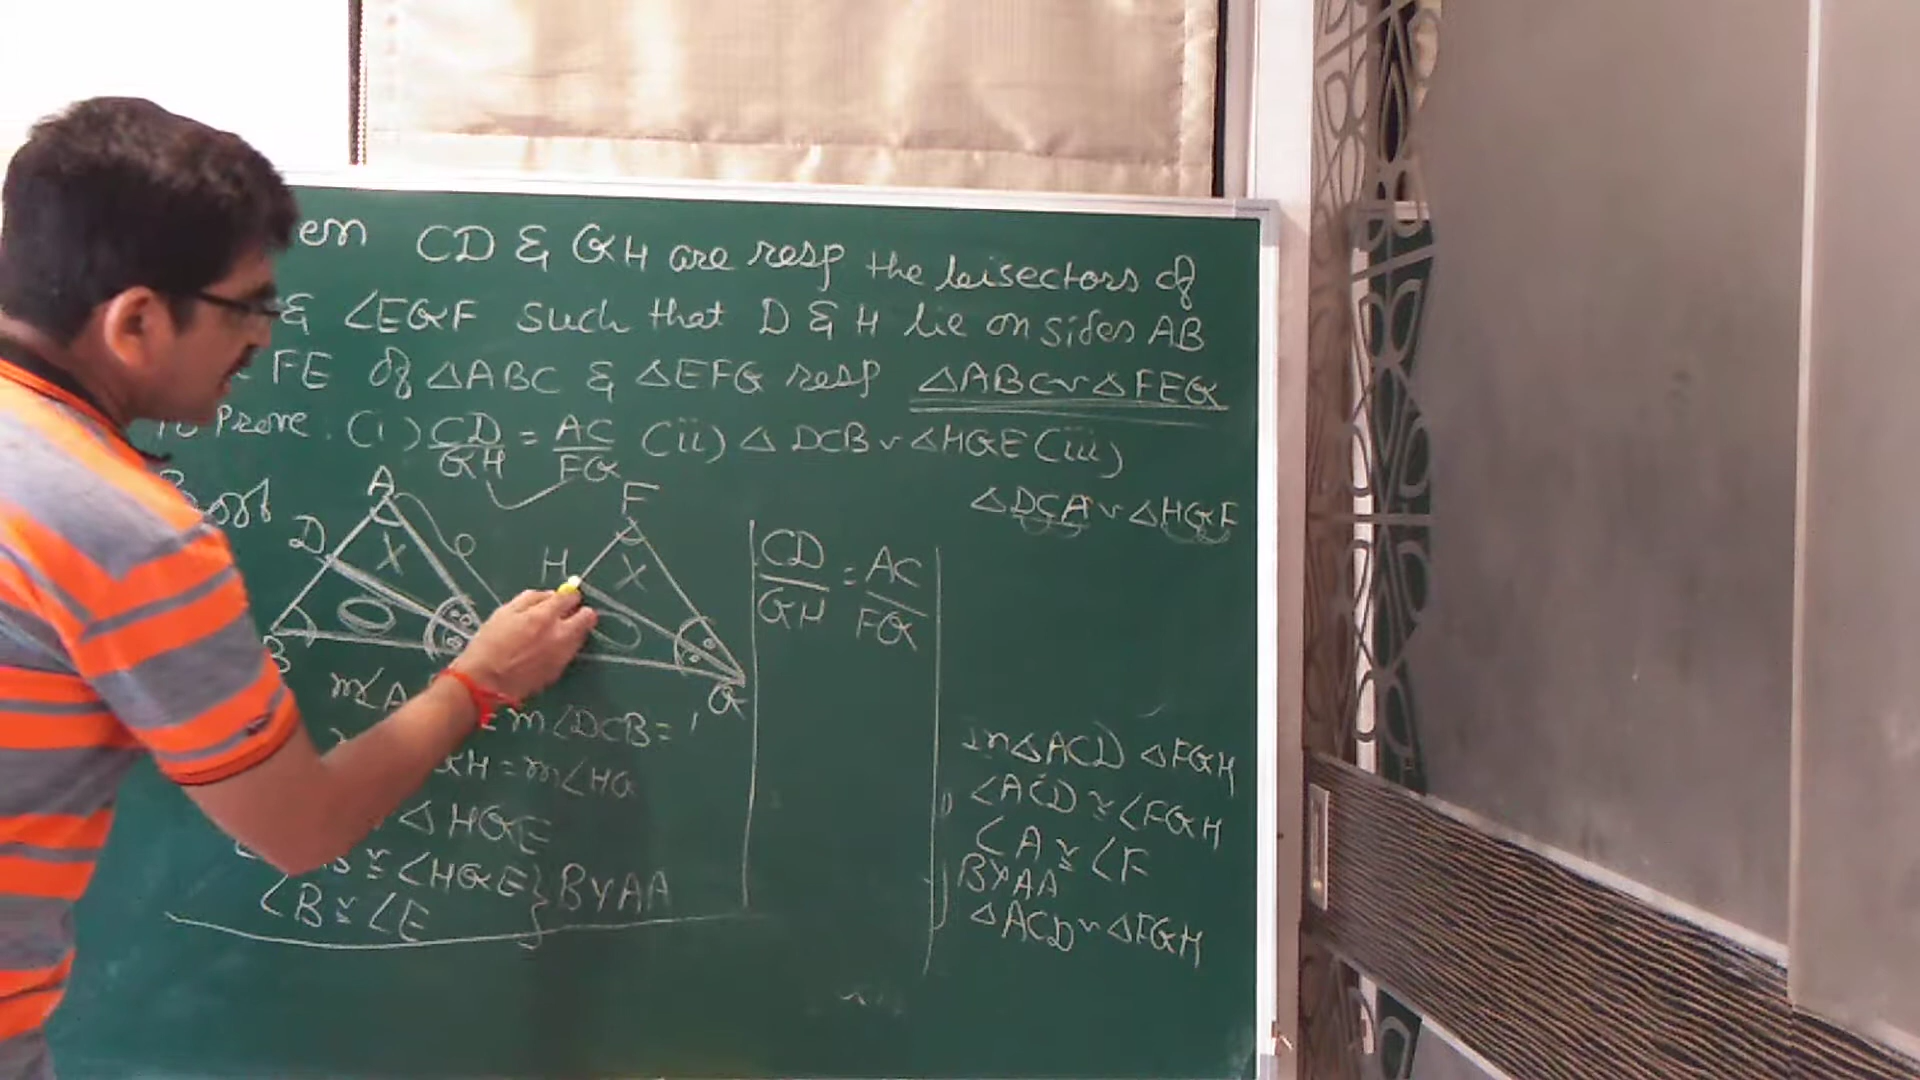 en CD & GH are resp the bisectors of
& ∠EGF such that D & H lie on sides AB
FE of △ABC & △EFG resp △ABC ~ △FEG
To Prove. (i) CD/GH = AC/FG (ii) △DCB ~ △HGE (iii)
△DCA ~ △HGF
A
F
D
H
B
G
X
X
CD/GH = AC/FG
m∠A m∠DCB =
GH = m∠HG
△HGE
≅ ∠HGE } BY AA
∠B ≅ ∠E
In △ACD △FGH
∠ACD ≅ ∠FGH
∠A ≅ ∠F
BY AA
△ACD ~ △FGH